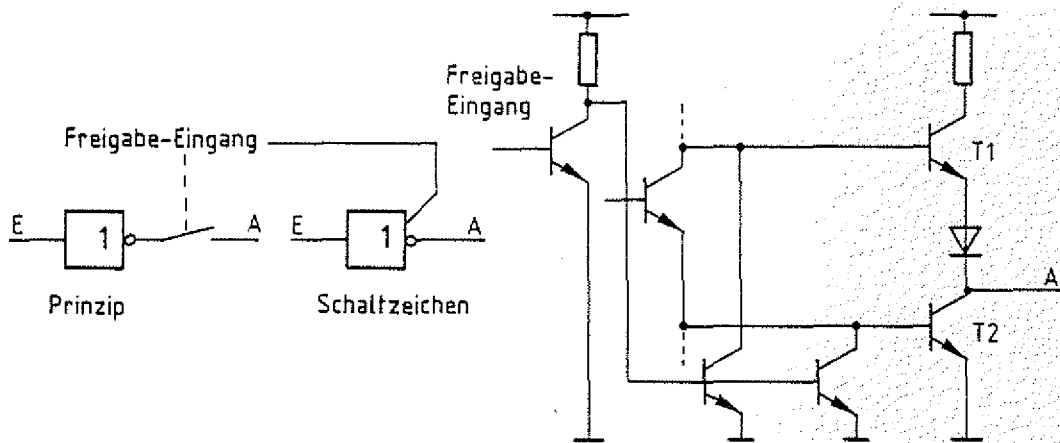 Freigabe-Eingang
E
1
A
Prinzip
E
1
A
Schaltzeichen
Freigabe-
Eingang
T1
A
T2